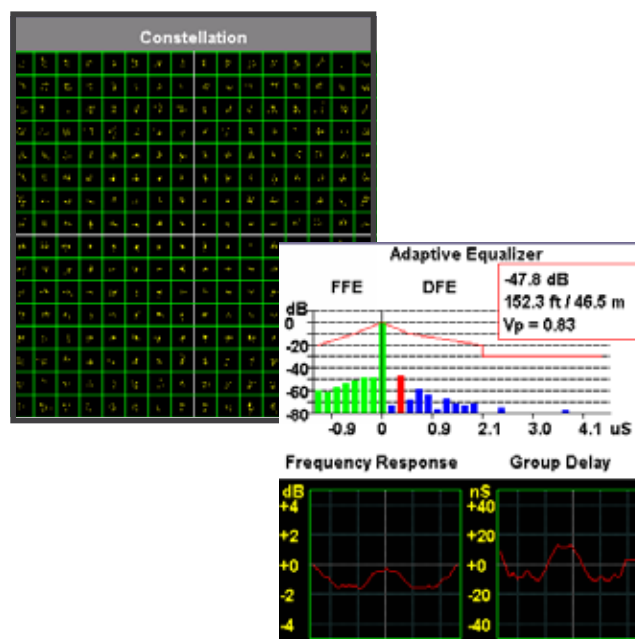 Constellation
Adaptive Equalizer
FFE DFE
-47.8 dB
152.3 ft / 46.5 m
Vp = 0.83
dB
0
-20
-40
-60
-80
-0.9 0 0.9 2.1 3.0 4.1 uS
Frequency Response Group Delay
dB nS
+4 +40
+2 +20
+0 +0
-2 -20
-4 -40